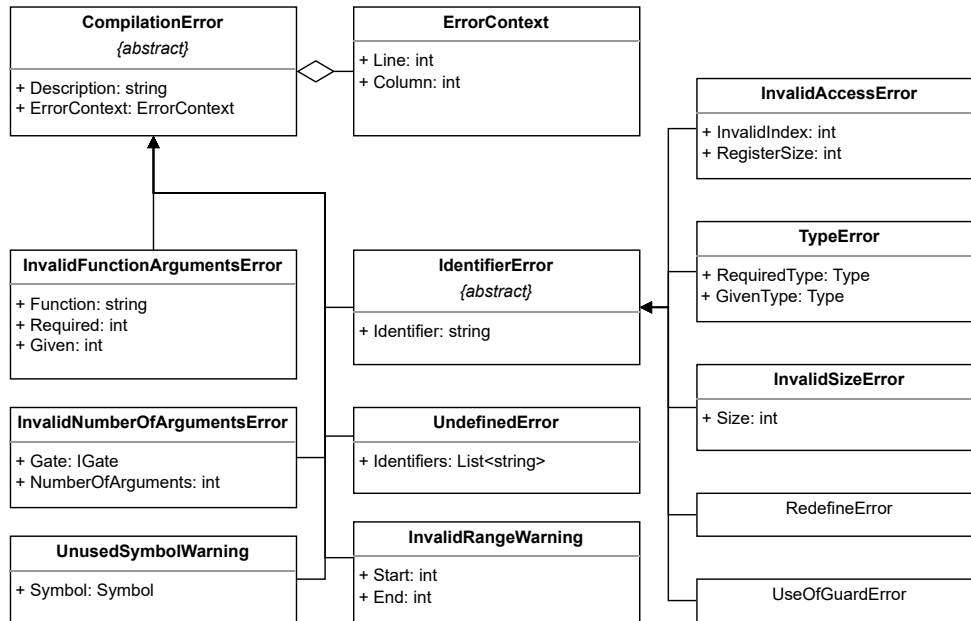 CompilationError
{abstract}
+ Description: string
+ ErrorContext: ErrorContext
ErrorContext
+ Line: int
+ Column: int
InvalidAccessError
+ InvalidIndex: int
+ RegisterSize: int
InvalidFunctionArgumentsError
+ Function: string
+ Required: int
+ Given: int
IdentifierError
{abstract}
+ Identifier: string
TypeError
+ RequiredType: Type
+ GivenType: Type
InvalidSizeError
+ Size: int
InvalidNumberOfArgumentsError
+ Gate: IGate
+ NumberOfArguments: int
UndefinedError
+ Identifiers: List<string>
RedefineError
UnusedSymbolWarning
+ Symbol: Symbol
InvalidRangeWarning
+ Start: int
+ End: int
UseOfGuardError